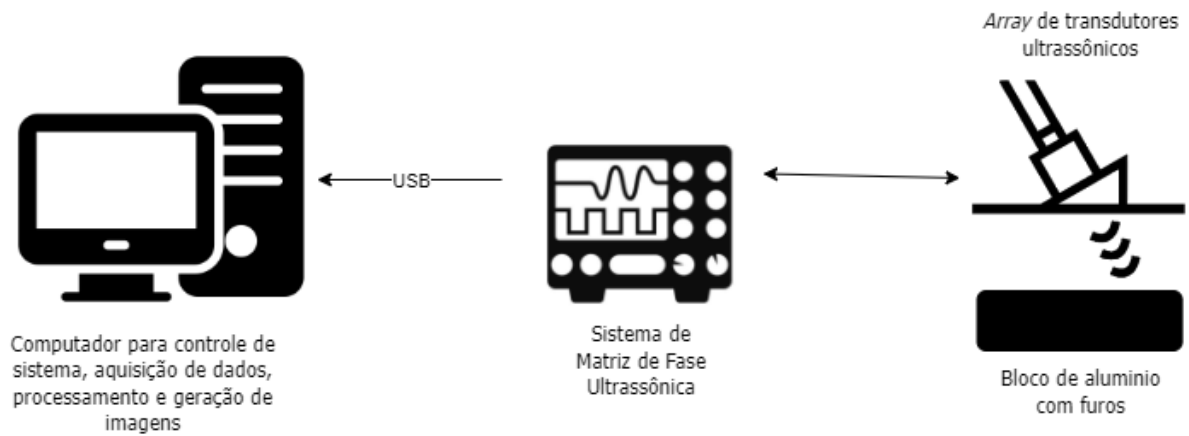 Array de transdutores
ultrassônicos
USB
Computador para controle de
sistema, aquisição de dados,
processamento e geração de
imagens
Sistema de
Matriz de Fase
Ultrassônica
Bloco de aluminio
com furos